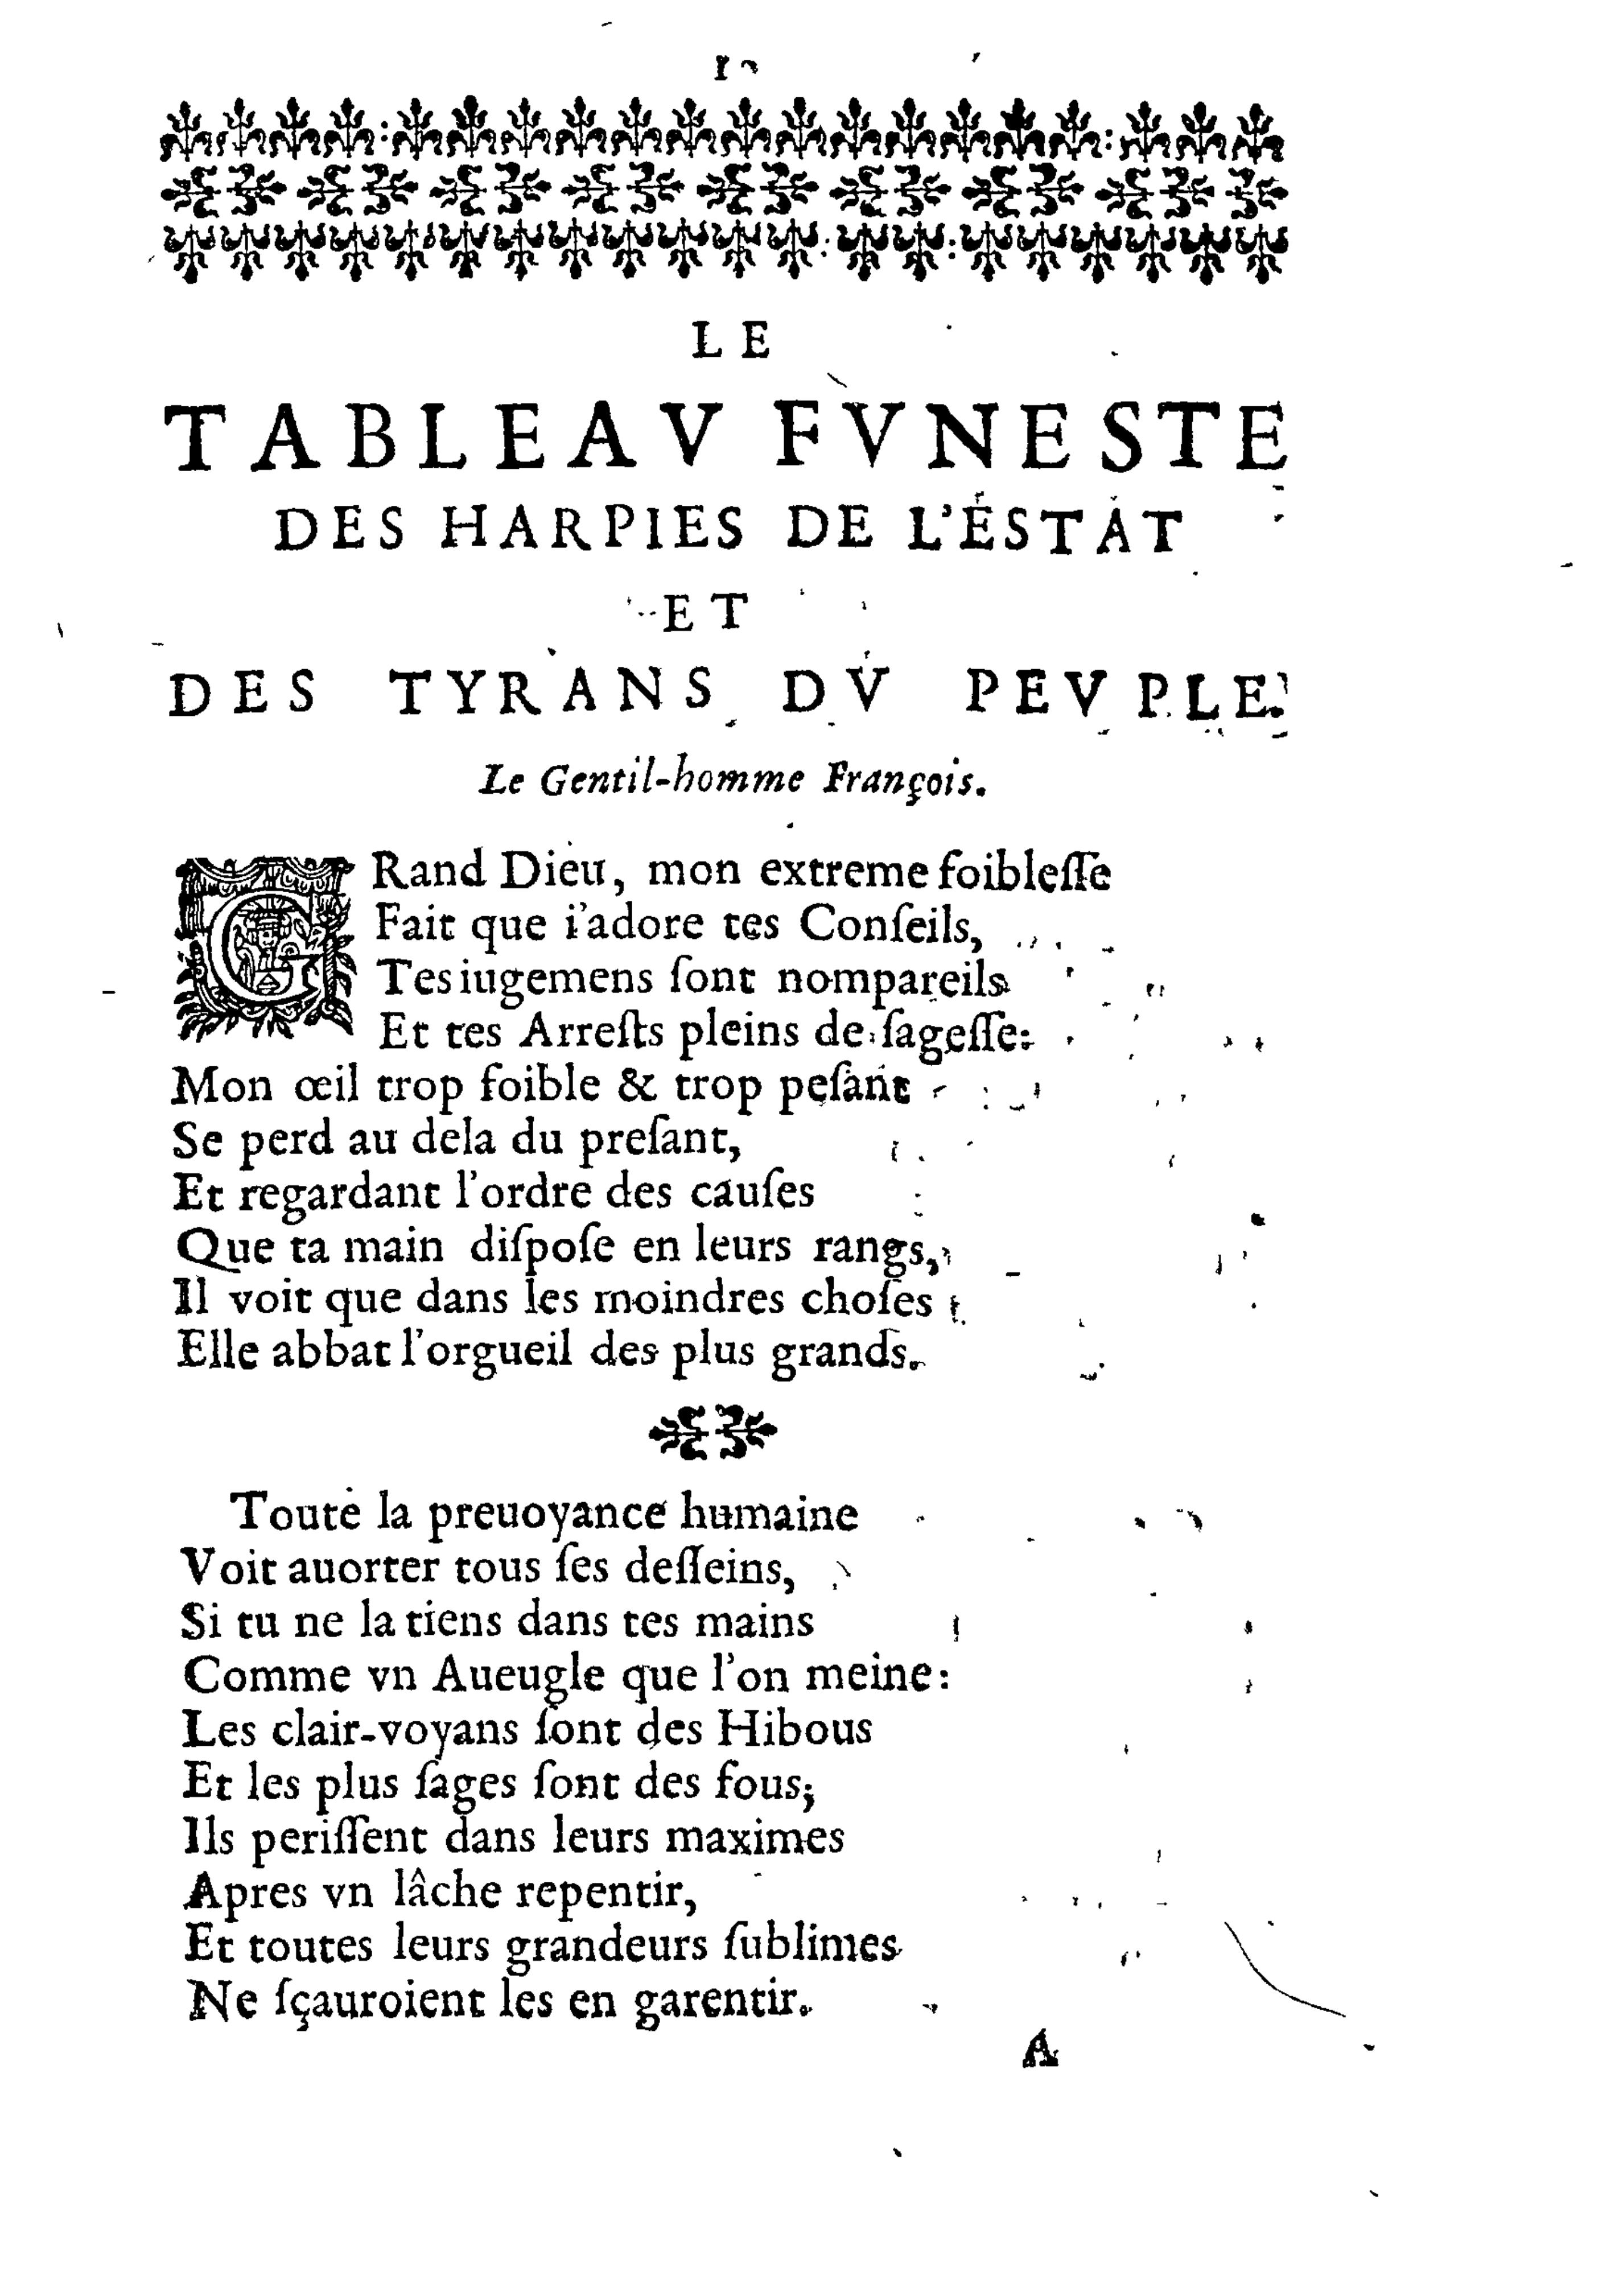 LE
TABLEAV FVNESTE
DES HARPIES DE L'ESTAT
ET
DES TYRANS DV PEVPLE.
Le Gentil-homme François.
GRand Dieu, mon extreme foibleſſe
Fait que i'adore tes Conſeils,
Tes iugemens ſont nompareils
Et tes Arreſts pleins de ſageſſe:
Mon œil trop foible & trop peſant
Se perd au dela du preſant,
Et regardant l'ordre des cauſes
Que ta main diſpoſe en leurs rangs,
Il voit que dans les moindres choſes
Elle abbat l'orgueil des plus grands.
Toute la preuoyance humaine
Voit auorter tous ſes deſſeins,
Si tu ne la tiens dans tes mains
Comme vn Aueugle que l'on meine:
Les clair-voyans ſont des Hibous
Et les plus ſages ſont des fous;
Ils periſſent dans leurs maximes
Apres vn lâche repentir,
Et toutes leurs grandeurs ſublimes
Ne ſçauroient les en garentir.
A